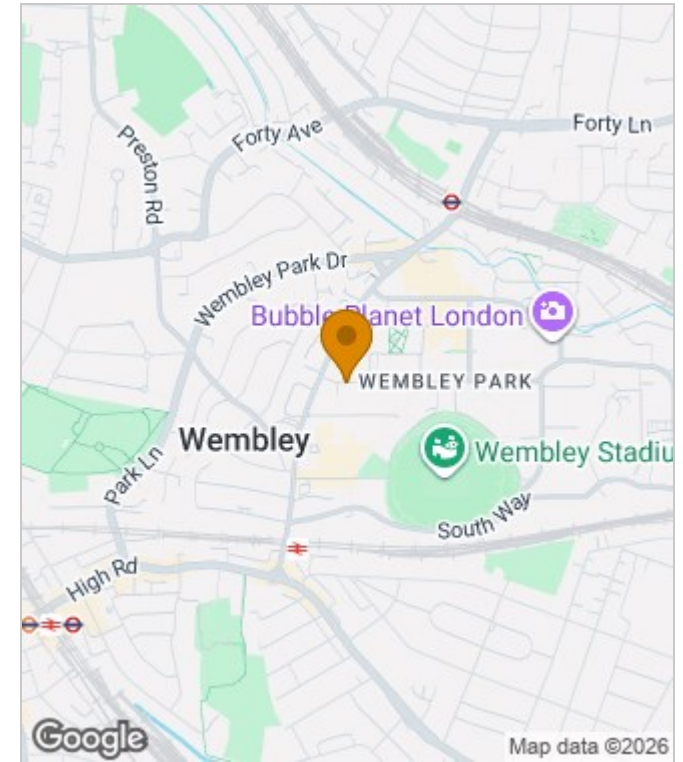 Forty Ave
Forty Ln
Preston Rd
Wembley Park Dr
Bubble Planet London
WEMBLEY PARK
Wembley
Wembley Stadiu
Park Ln
South Way
High Rd
Google
Map data ©2026